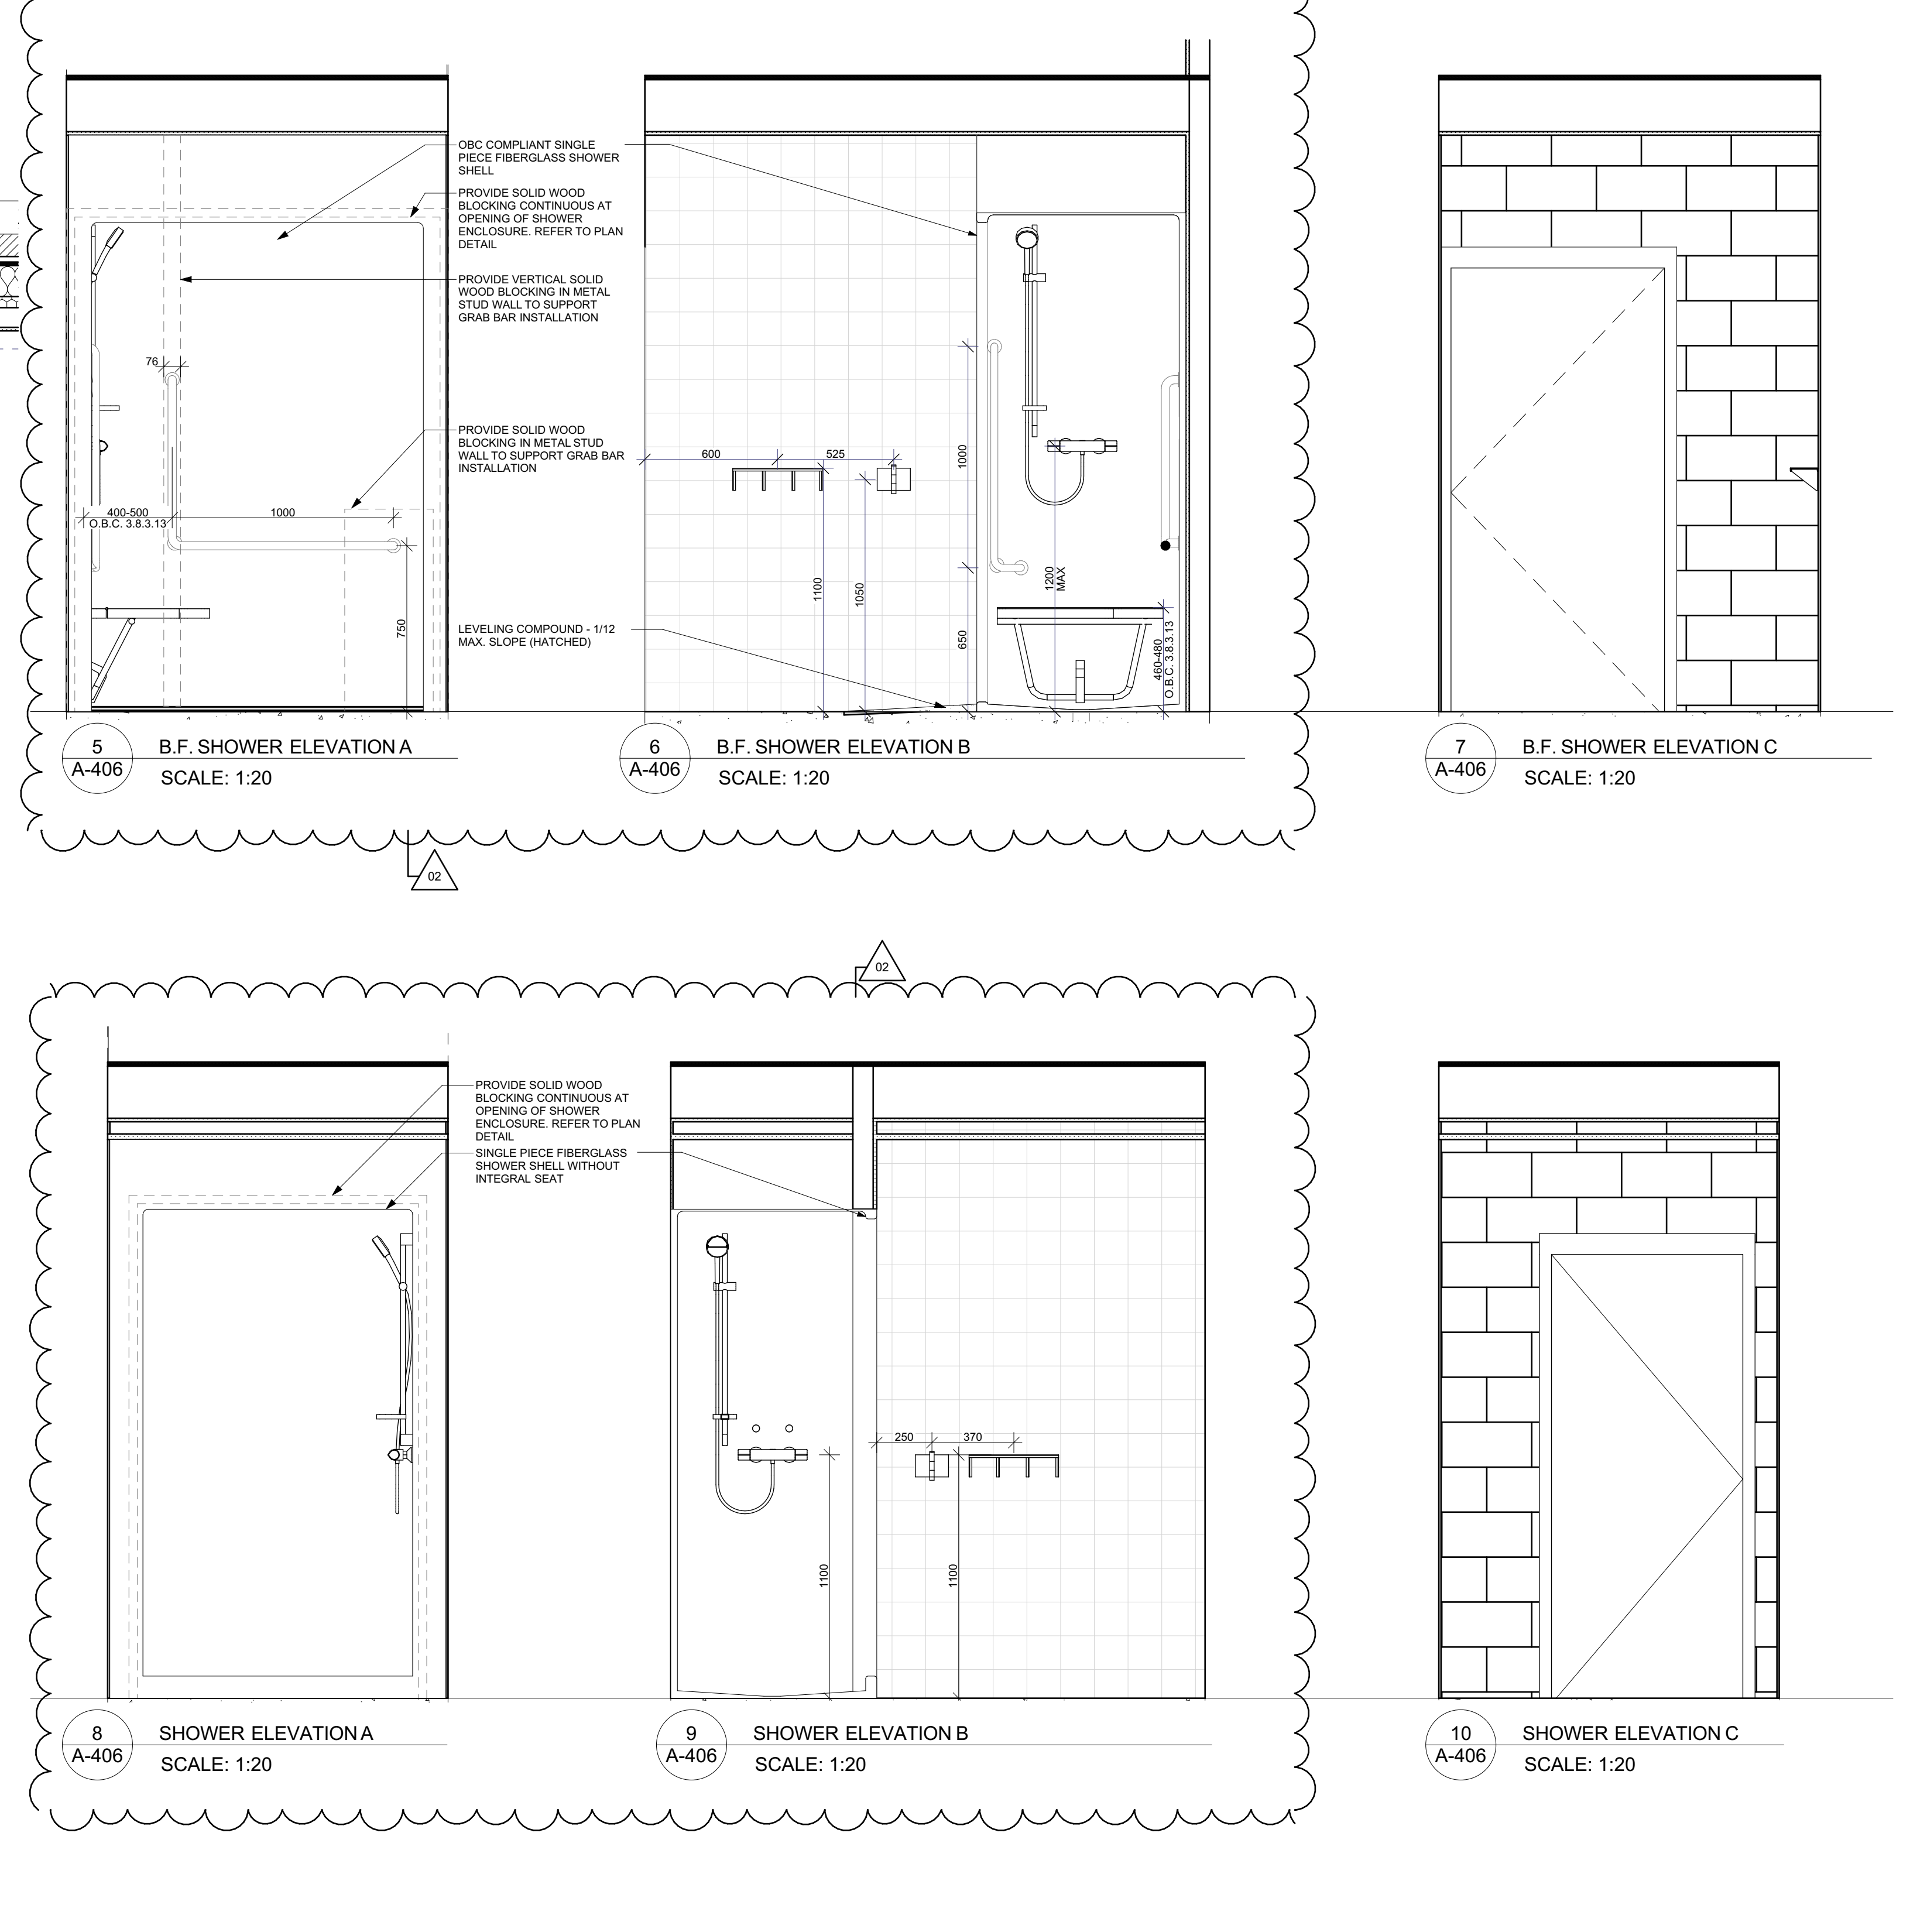 OBC COMPLIANT SINGLE
PIECE FIBERGLASS SHOWER
SHELL
PROVIDE SOLID WOOD
BLOCKING CONTINUOUS AT
OPENING OF SHOWER
ENCLOSURE. REFER TO PLAN
DETAIL
PROVIDE VERTICAL SOLID
WOOD BLOCKING IN METAL
STUD WALL TO SUPPORT
GRAB BAR INSTALLATION
76
PROVIDE SOLID WOOD
BLOCKING IN METAL STUD
WALL TO SUPPORT GRAB BAR
INSTALLATION
400-500
O.B.C. 3.8.3.13
1000
750
LEVELING COMPOUND - 1/12
MAX. SLOPE (HATCHED)
600
525
1100
1050
1000
650
1200
MAX
460-480
O.B.C. 3.8.3.13
5
A-406
B.F. SHOWER ELEVATION A
SCALE: 1:20
6
A-406
B.F. SHOWER ELEVATION B
SCALE: 1:20
7
A-406
B.F. SHOWER ELEVATION C
SCALE: 1:20
02
02
PROVIDE SOLID WOOD
BLOCKING CONTINUOUS AT
OPENING OF SHOWER
ENCLOSURE. REFER TO PLAN
DETAIL
SINGLE PIECE FIBERGLASS
SHOWER SHELL WITHOUT
INTEGRAL SEAT
250
370
1100
1100
8
A-406
SHOWER ELEVATION A
SCALE: 1:20
9
A-406
SHOWER ELEVATION B
SCALE: 1:20
10
A-406
SHOWER ELEVATION C
SCALE: 1:20